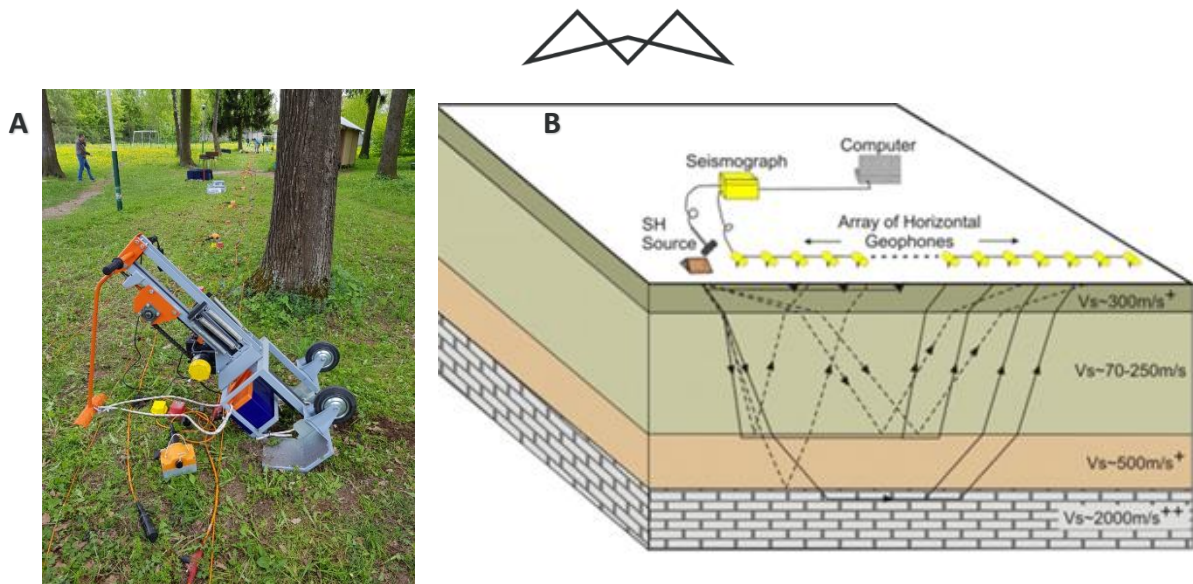 A
B
Computer
Seismograph
SH
Source
Array of Horizontal
Geophones
Vs~300m/s+
Vs~70-250m/s
Vs~500m/s+
Vs~2000m/s++